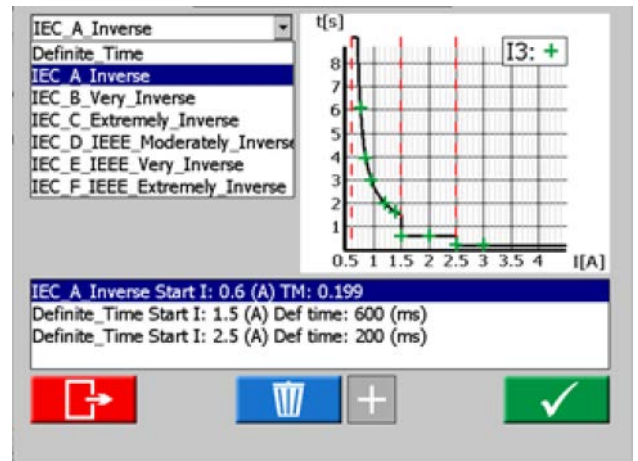 IEC_A_Inverse
Definite_Time
IEC_A_Inverse
IEC_B_Very_Inverse
IEC_C_Extremely_Inverse
IEC_D_IEEE_Moderately_Inverse
IEC_E_IEEE_Very_Inverse
IEC_F_IEEE_Extremely_Inverse
t[s]
I3: +
8
7
6
5
4
3
2
1
0.5 1 1.5 2 2.5 3 3.5 4 I[A]
IEC_A_Inverse Start I: 0.6 (A) TM: 0.199
Definite_Time Start I: 1.5 (A) Def time: 600 (ms)
Definite_Time Start I: 2.5 (A) Def time: 200 (ms)